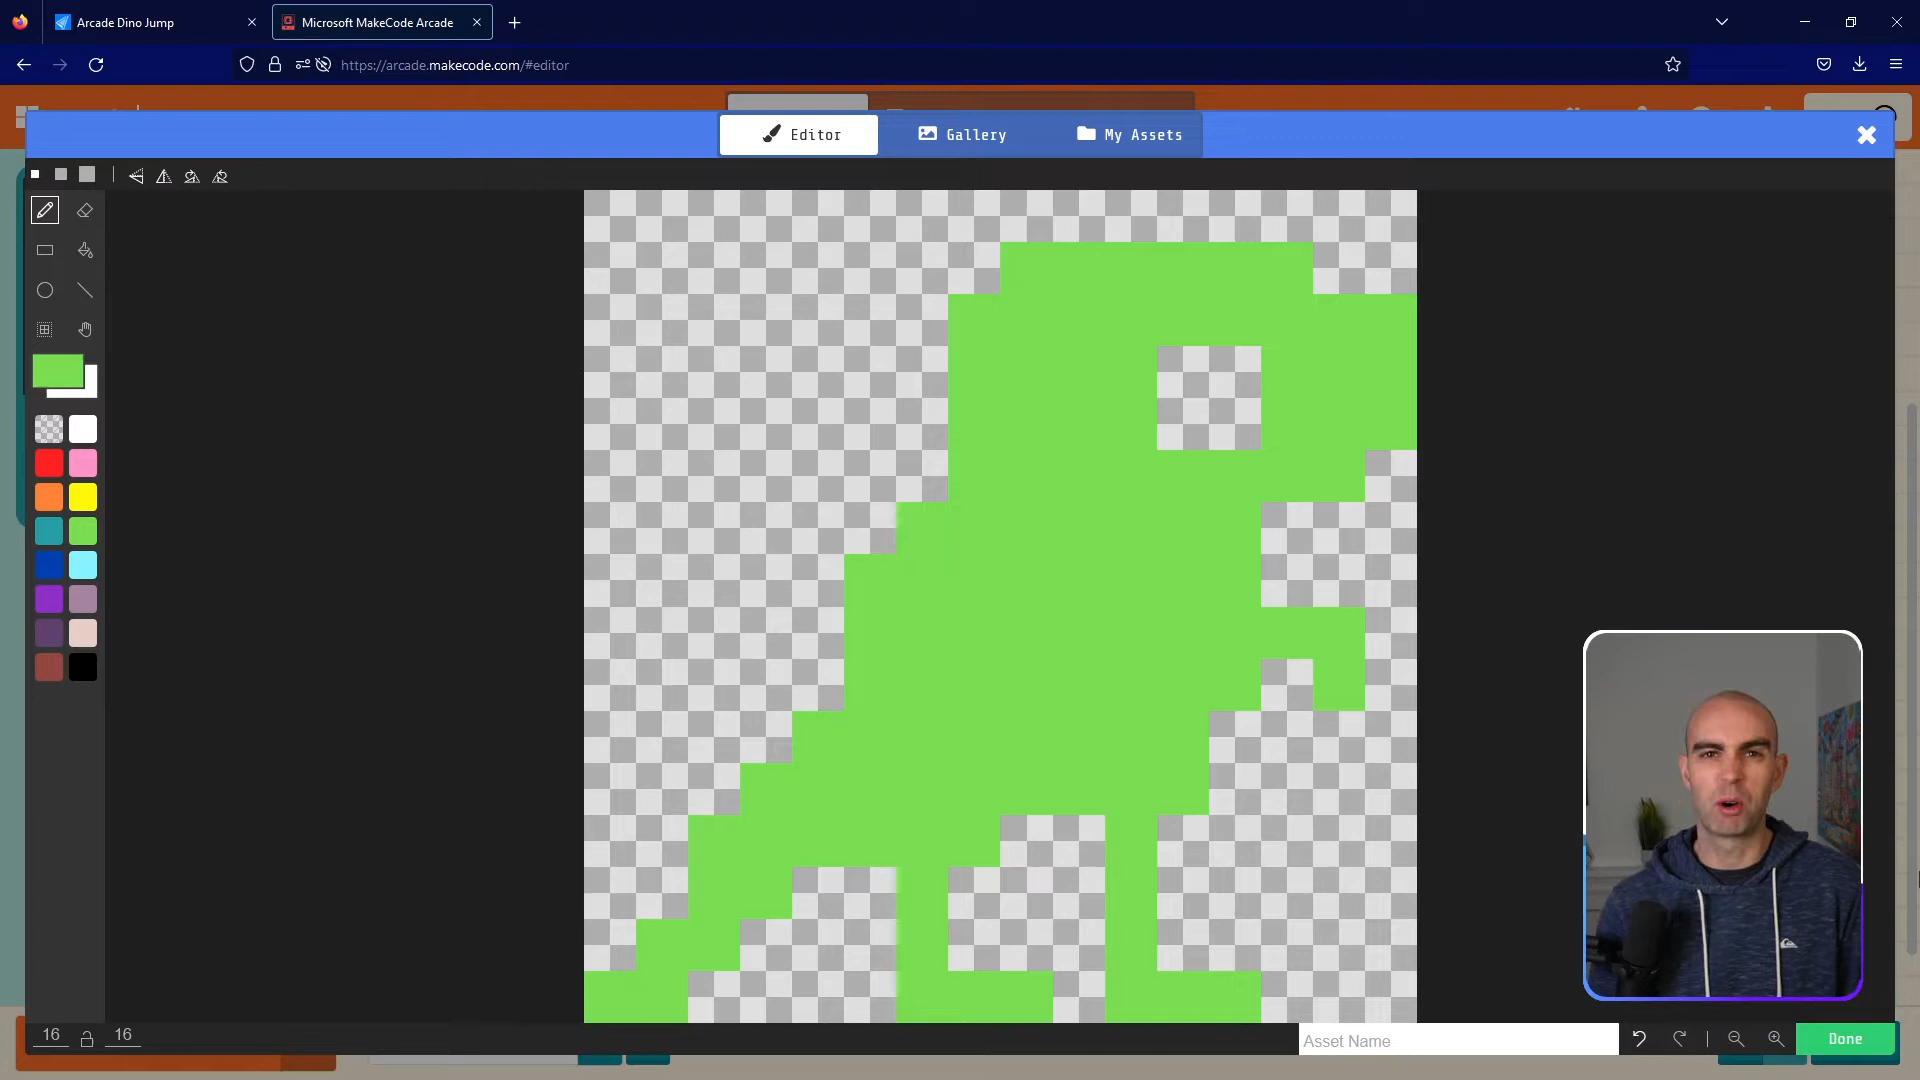 Arcade Dino Jump
Microsoft MakeCode Arcade
https://arcade.makecode.com/#editor
Editor
Gallery
My Assets
16
16
Asset Name
Done